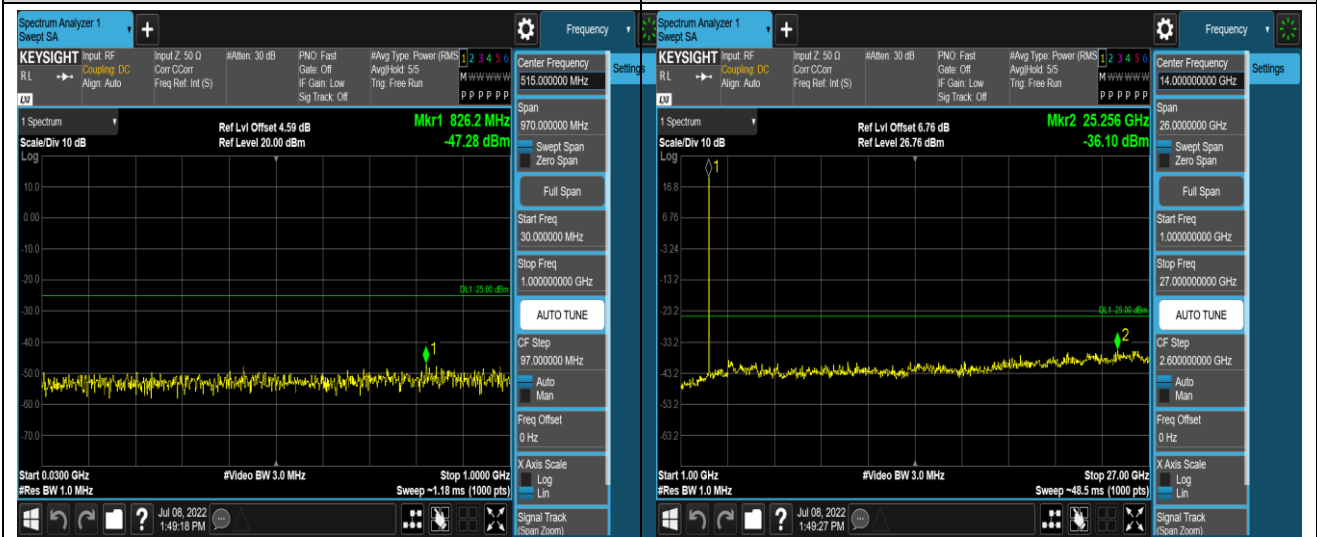 Spectrum Analyzer 1
Swept SA
+
Frequency
KEYSIGHT
Input: RF
Coupling: DC
Align: Auto
Input Z: 50 Ω
Corr CCorr
Freq Ref: Int (S)
#Atten: 30 dB
PNO: Fast
Gate: Off
IF Gain: Low
Sig Track: Off
#Avg Type: Power (RMS
Avg|Hold: 5/5
Trig: Free Run
1 2 3 4 5 6
M W W W W W
P P P P P P
RL
LXI
Center Frequency
515.000000 MHz
Settings
1 Spectrum
Scale/Div 10 dB
Log
Ref Lvl Offset 4.59 dB
Ref Level 20.00 dBm
Mkr1 826.2 MHz
-47.28 dBm
Span
970.000000 MHz
Swept Span
Zero Span
Full Span
Start Freq
30.000000 MHz
Stop Freq
1.000000000 GHz
AUTO TUNE
CF Step
97.000000 MHz
Auto
Man
Freq Offset
0 Hz
X Axis Scale
Log
Lin
Signal Track
(Span Zoom)
10.0
0.00
-10.0
-20.0
-30.0
-40.0
-50.0
-60.0
-70.0
DL1 -25.00 dBm
1
Start 0.0300 GHz
#Res BW 1.0 MHz
#Video BW 3.0 MHz
Stop 1.0000 GHz
Sweep ~1.18 ms (1000 pts)
?
Jul 08, 2022
1:49:18 PM
Spectrum Analyzer 1
Swept SA
+
Frequency
KEYSIGHT
Input: RF
Coupling: DC
Align: Auto
Input Z: 50 Ω
Corr CCorr
Freq Ref: Int (S)
#Atten: 30 dB
PNO: Fast
Gate: Off
IF Gain: Low
Sig Track: Off
#Avg Type: Power (RMS
Avg|Hold: 5/5
Trig: Free Run
1 2 3 4 5 6
M W W W W W
P P P P P P
RL
LXI
Center Frequency
14.000000000 GHz
Settings
1 Spectrum
Scale/Div 10 dB
Log
Ref Lvl Offset 6.76 dB
Ref Level 26.76 dBm
Mkr2 25.256 GHz
-36.10 dBm
Span
26.0000000 GHz
Swept Span
Zero Span
Full Span
Start Freq
1.000000000 GHz
Stop Freq
27.000000000 GHz
AUTO TUNE
CF Step
2.600000000 GHz
Auto
Man
Freq Offset
0 Hz
X Axis Scale
Log
Lin
Signal Track
(Span Zoom)
16.8
6.76
-3.24
-13.2
-23.2
-33.2
-43.2
-53.2
-63.2
DL1 -25.00 dBm
1
2
Start 1.00 GHz
#Res BW 1.0 MHz
#Video BW 3.0 MHz
Stop 27.00 GHz
Sweep ~48.5 ms (1000 pts)
?
Jul 08, 2022
1:49:27 PM